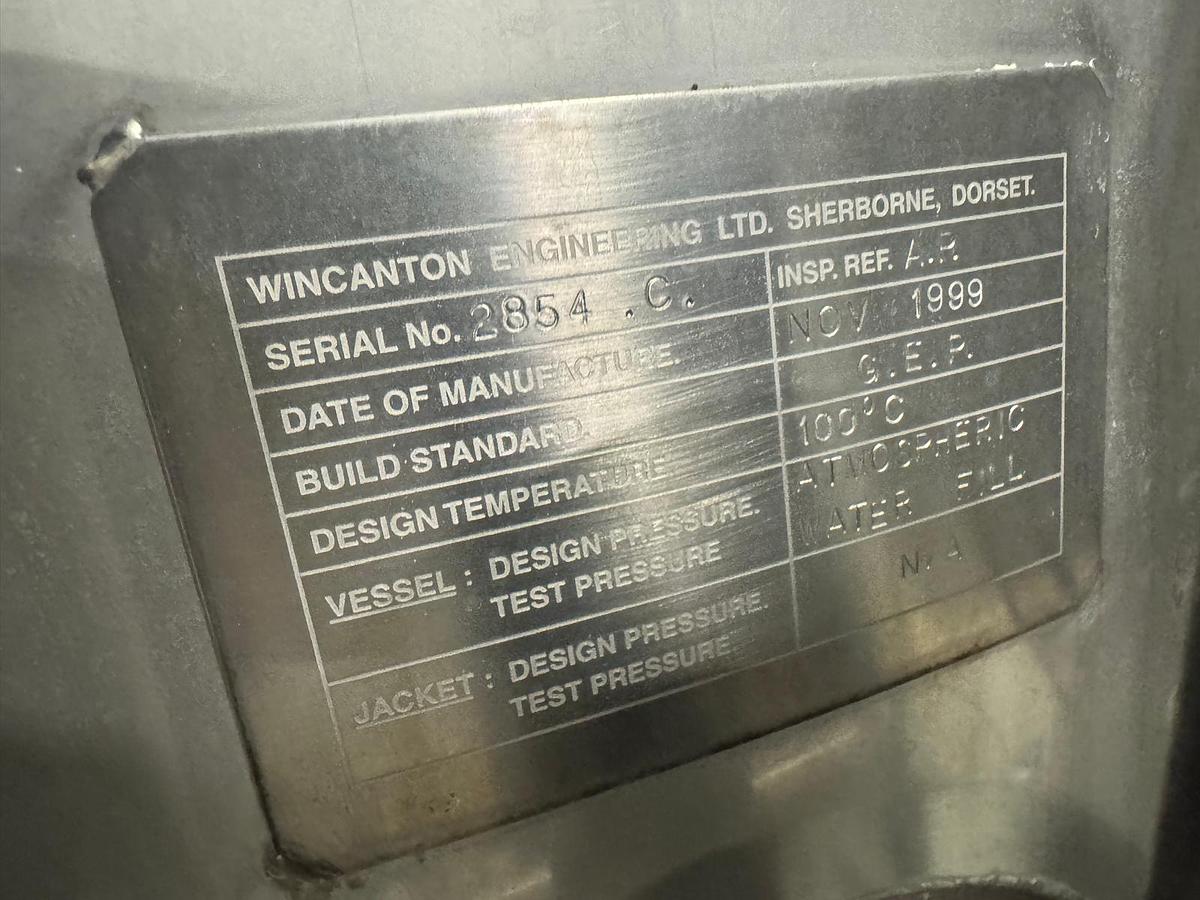 WINCANTON ENGINEERING LTD. SHERBORNE, DORSET.
SERIAL No. 2854 .C. INSP. REF. A.P.
DATE OF MANUFACTURE. NOV 1999
BUILD STANDARD. G.E.P.
DESIGN TEMPERATURE 100°C
VESSEL: DESIGN PRESSURE. ATMOSPHERIC
TEST PRESSURE WATER FILL
JACKET: DESIGN PRESSURE. N/A
TEST PRESSURE.